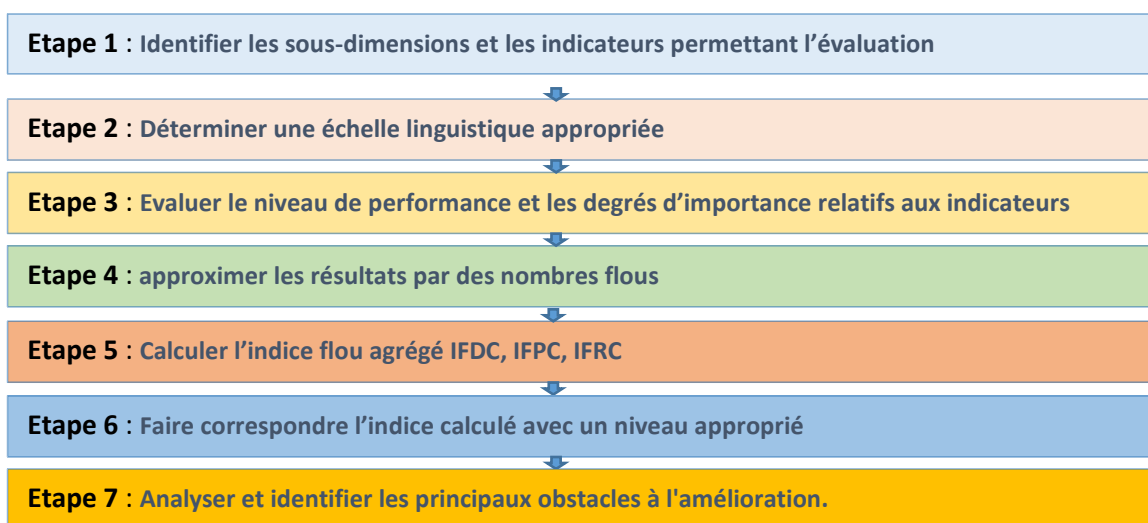 Etape 1 : Identifier les sous-dimensions et les indicateurs permettant l'évaluation
Etape 2 : Déterminer une échelle linguistique appropriée
Etape 3 : Evaluer le niveau de performance et les degrés d'importance relatifs aux indicateurs
Etape 4 : approximer les résultats par des nombres flous
Etape 5 : Calculer l'indice flou agrégé IFDC, IFPC, IFRC
Etape 6 : Faire correspondre l'indice calculé avec un niveau approprié
Etape 7 : Analyser et identifier les principaux obstacles à l'amélioration.